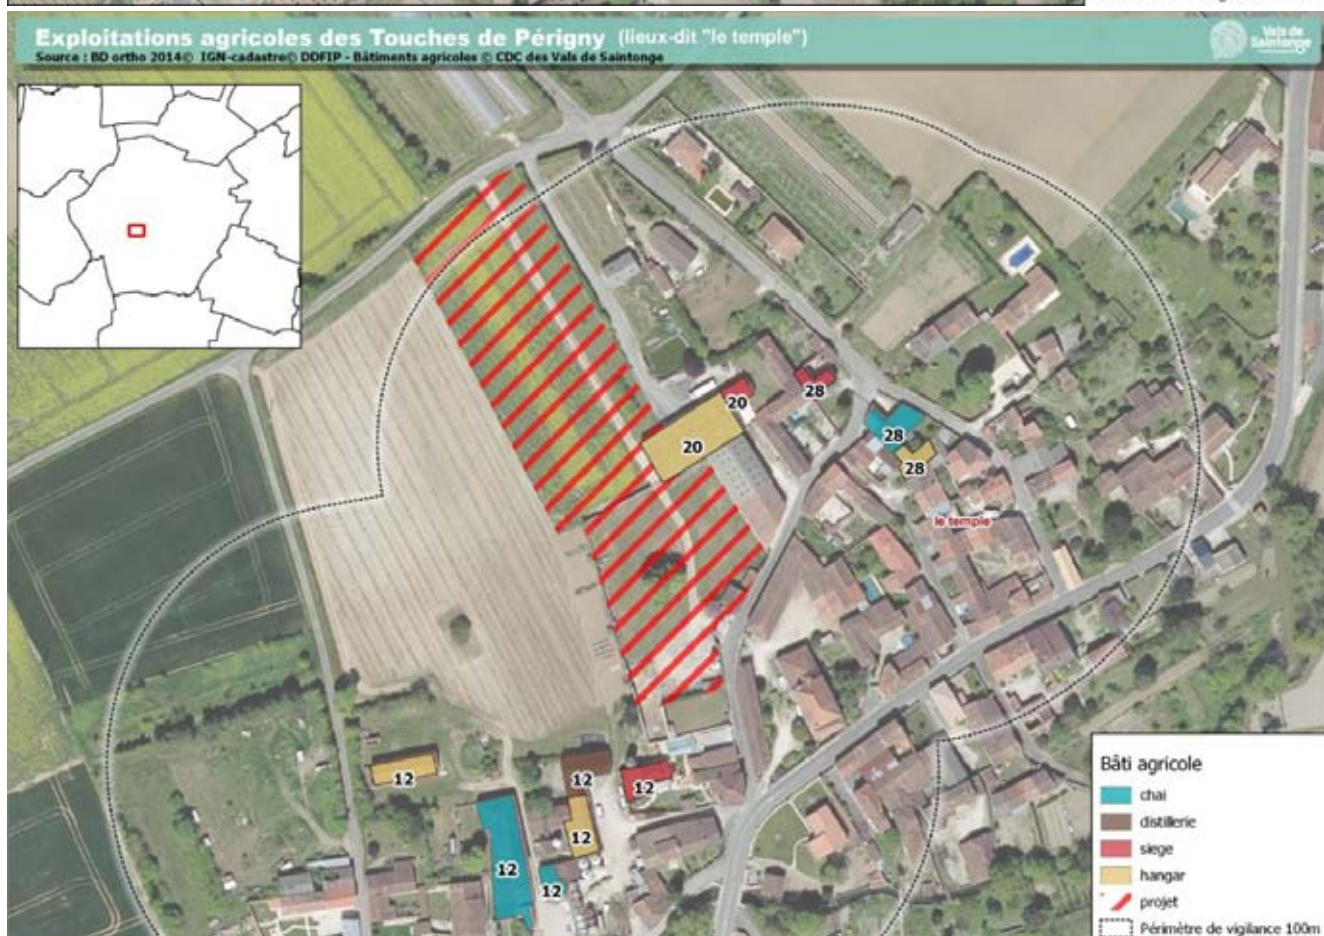 Exploitations agricoles des Touches de Périgny (lieux-dit "le temple")
Source : BD ortho 2014© IGN-cadastre© DDFIP - Bâtiments agricoles © CDC des Vals de Saintonge
Vals de
Saintonge
20
28
20
28
28
le temple
12
12
12
12
12
12
Bâti agricole
chai
distillerie
siege
hangar
projet
Périmètre de vigilance 100m